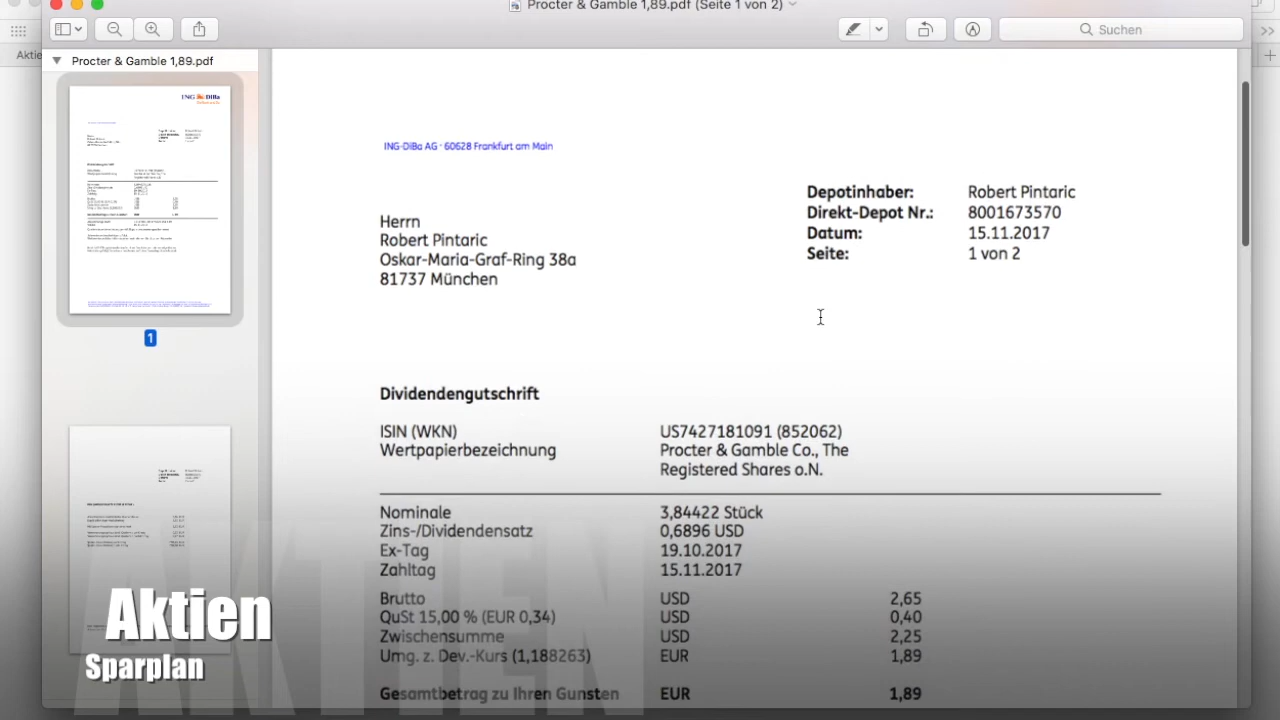 Procter & Gamble 1,89.pdf (Seite 1 von 2)
Suchen
Aktie
Procter & Gamble 1,89.pdf
ING DiBa
1
ING-DiBa AG · 60628 Frankfurt am Main
Herrn
Robert Pintaric
Oskar-Maria-Graf-Ring 38a
81737 München
Depotinhaber: Robert Pintaric
Direkt-Depot Nr.: 8001673570
Datum: 15.11.2017
Seite: 1 von 2
Dividendengutschrift
ISIN (WKN) US7427181091 (852062)
Wertpapierbezeichnung Procter & Gamble Co., The
Registered Shares o.N.
Nominale 3,84422 Stück
Zins-/Dividendensatz 0,6896 USD
Ex-Tag 19.10.2017
Zahltag 15.11.2017
Brutto USD 2,65
QuSt 15,00 % (EUR 0,34) USD 0,40
Zwischensumme USD 2,25
Umg. z. Dev.-Kurs (1,188263) EUR 1,89
Gesamtbetrag zu Ihren Gunsten EUR 1,89
AKTIEN
Aktien
Sparplan